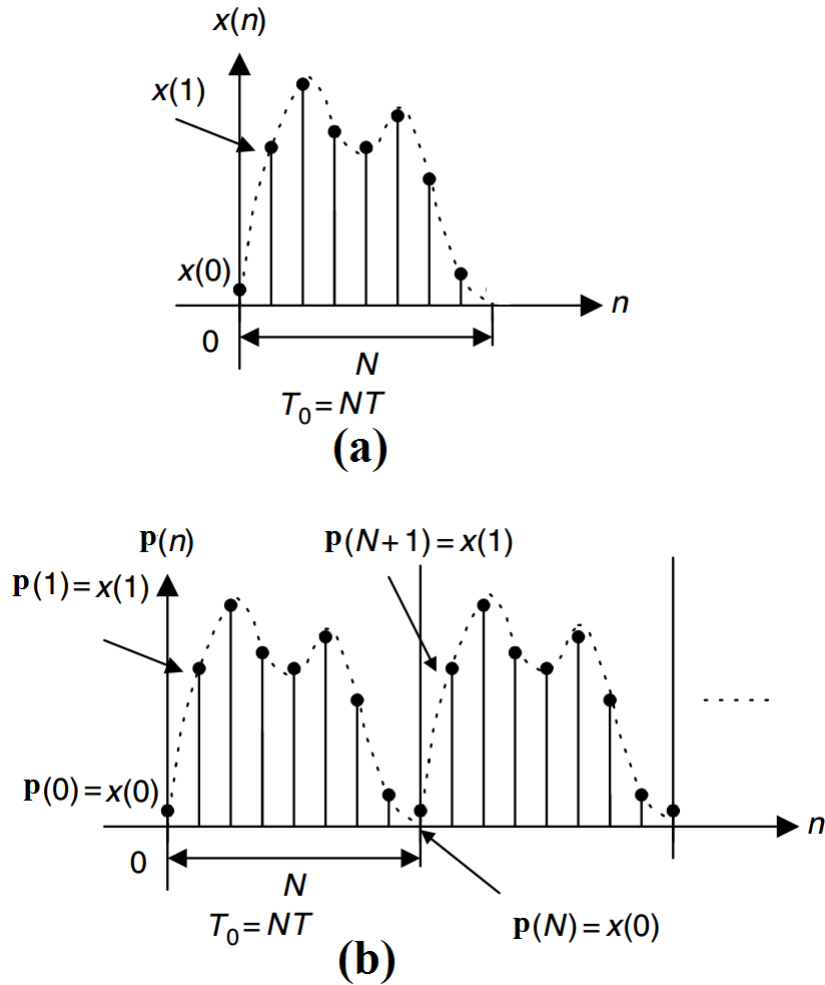 x(n)
x(1)
x(0)
n
0
N
T₀ = NT
(a)
p(n)
p(N+1) = x(1)
p(1) = x(1)
p(0) = x(0)
n
0
N
T₀ = NT
p(N) = x(0)
(b)